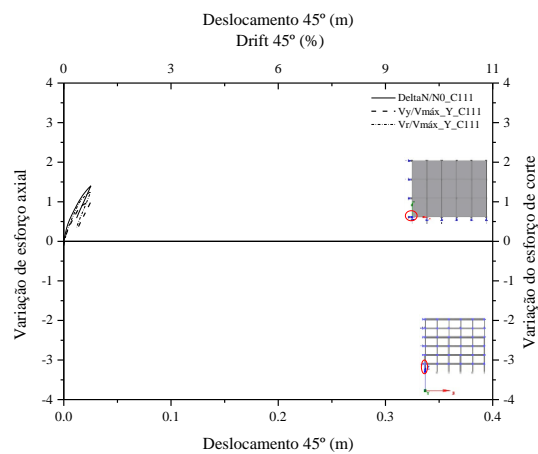 Deslocamento 45º (m)
Drift 45º (%)
0 3 5 8 11
DeltaN/N0_C111
Vy/Vmáx_Y_C111
Vr/Vmáx_Y_C111
4 3 2 1 0 -1 -2 -3 -4
Variação de esforço axial
4 3 2 1 0 -1 -2 -3 -4
Variação do esforço de corte
0.0 0.1 0.2 0.3 0.4
Deslocamento 45º (m)